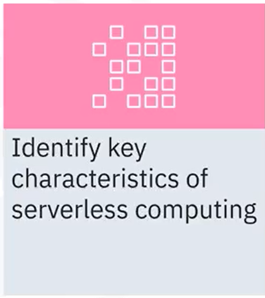 Identify key
characteristics of
serverless computing